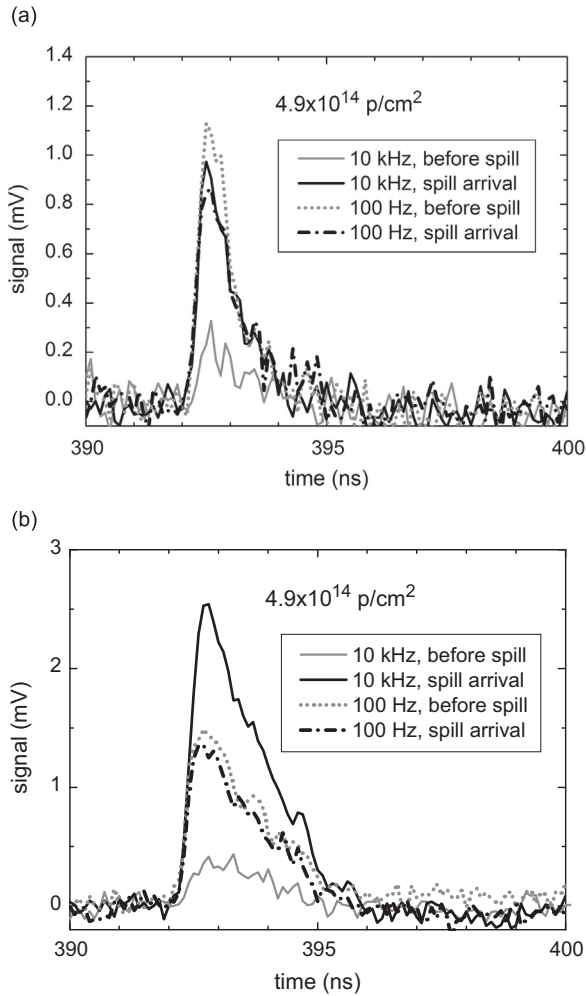 (a)
1.4
1.2
4.9x10¹⁴ p/cm²
1.0
10 kHz, before spill
10 kHz, spill arrival
0.8
100 Hz, before spill
100 Hz, spill arrival
signal (mV)
0.6
0.4
0.2
0.0
390
395
400
time (ns)
(b)
3
4.9x10¹⁴ p/cm²
10 kHz, before spill
10 kHz, spill arrival
100 Hz, before spill
100 Hz, spill arrival
2
signal (mV)
1
0
390
395
400
time (ns)